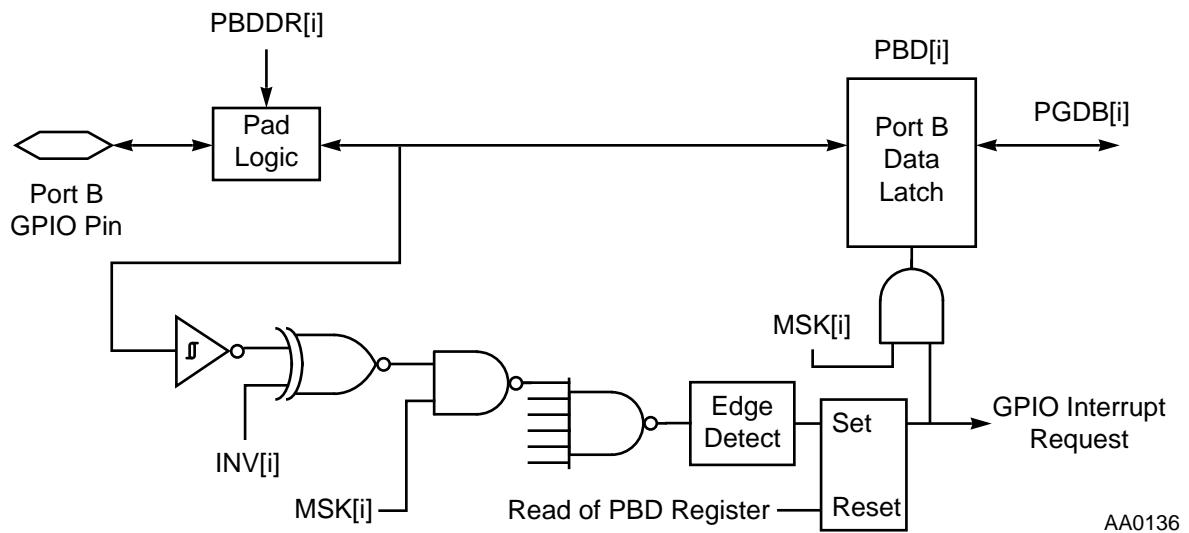 PBDDR[i]
PBD[i]
Pad
Logic
Port B
Data
Latch
PGDB[i]
Port B
GPIO Pin
MSK[i]
INV[i]
MSK[i]
Edge
Detect
Set
Reset
GPIO Interrupt
Request
Read of PBD Register
AA0136